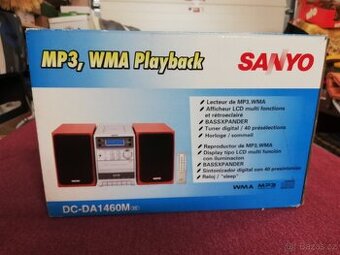 MP3, WMA Playback
SANYO
• Lecteur de MP3, WMA
• Afficheur LCD multi fonctions
et rétroeclaire
• BASSXPANDER
• Tuner digital / 40 présélections
• Horloge / sommeil
• Reproductor de MP3, WMA
• Display tipo LCD multi función
con iluminacion
• BASSXPANDER
• Sintonizador digital con 40 presintonías
• Reloj / "sleep"
WMA MP3
DC-DA1460M